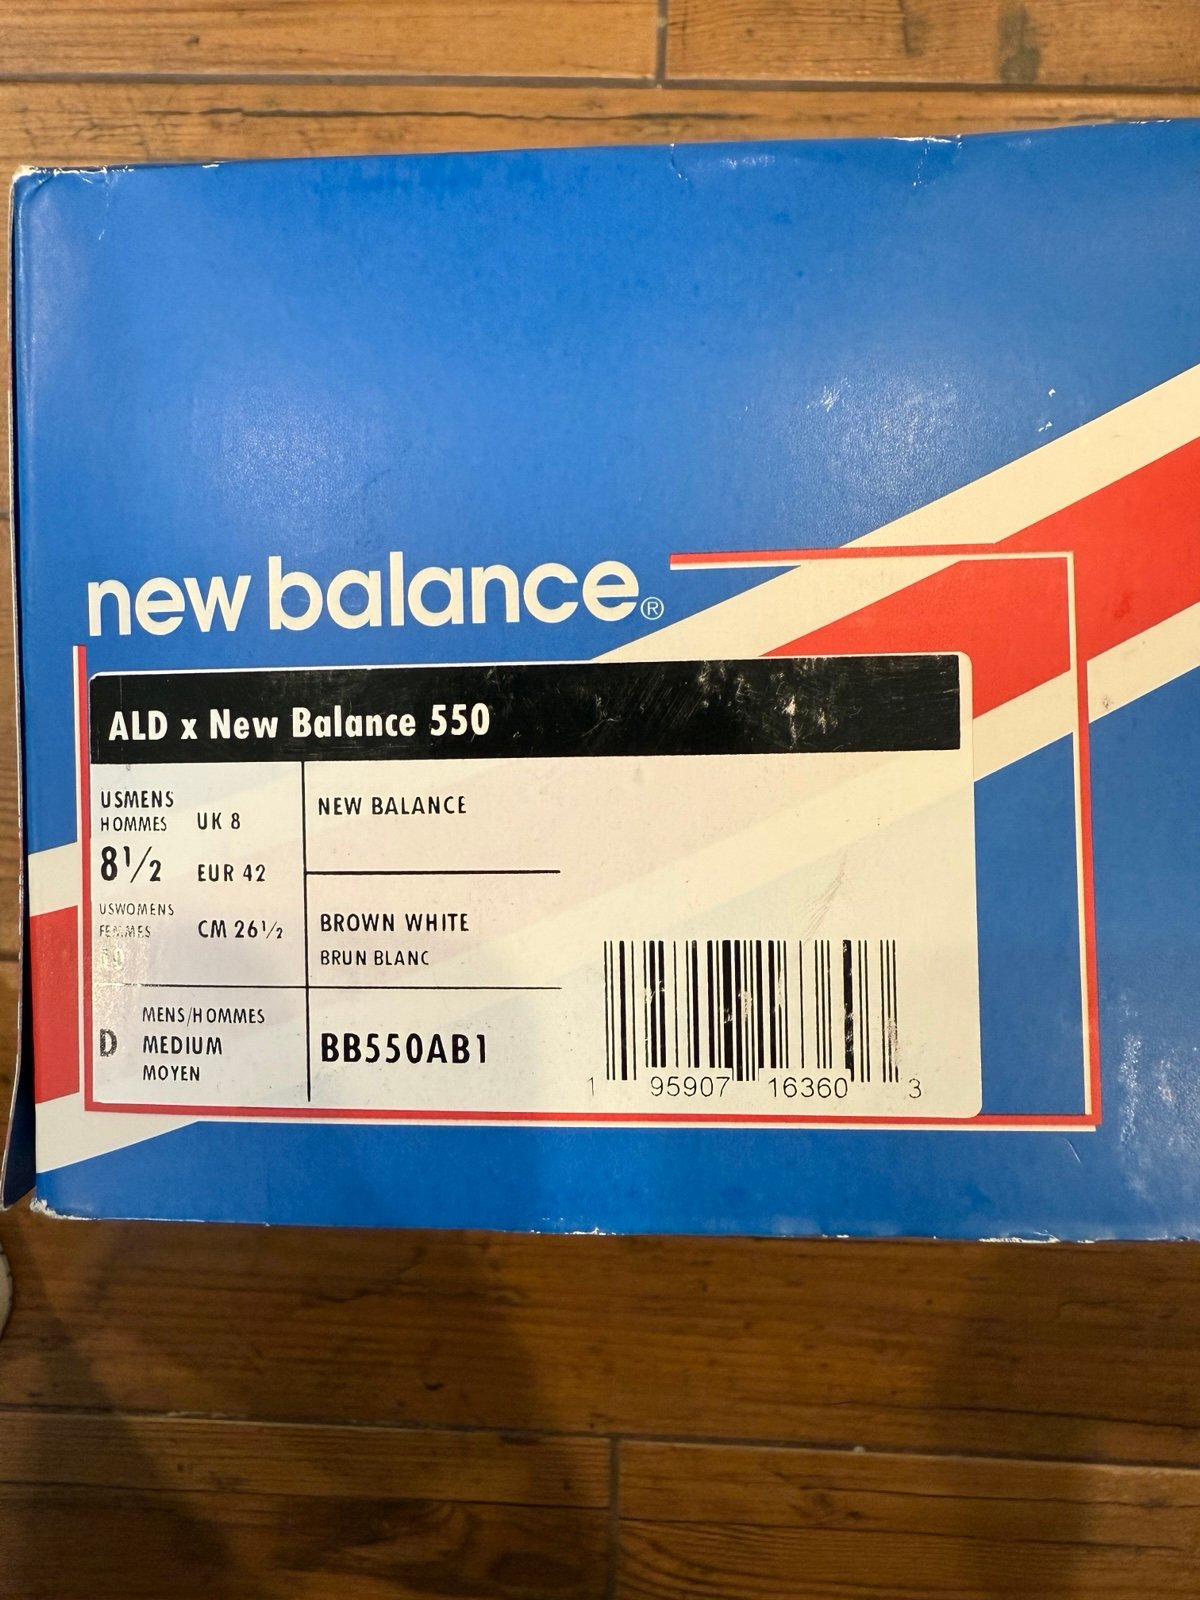 new balance®
ALD x New Balance 550
USMENS
HOMMES
8½
UK 8
EUR 42
USWOMENS
FEMMES
CM 26½
NEW BALANCE
BROWN WHITE
BRUN BLANC
D
MENS/HOMMES
MEDIUM
MOYEN
BB550AB1
1 95907 16360 3